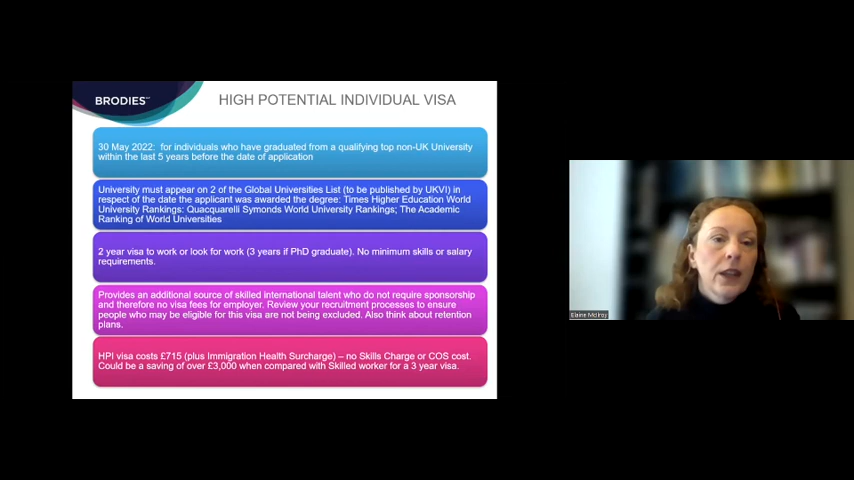 BRODIES LLP
HIGH POTENTIAL INDIVIDUAL VISA
30 May 2022: for individuals who have graduated from a qualifying top non-UK University
within the last 5 years before the date of application
University must appear on 2 of the Global Universities List (to be published by UKVI) in
respect of the date the applicant was awarded the degree: Times Higher Education World
University Rankings: Quacquarelli Symonds World University Rankings; The Academic
Ranking of World Universities
2 year visa to work or look for work (3 years if PhD graduate). No minimum skills or salary
requirements.
Provides an additional source of skilled International talent who do not require sponsorship
and therefore no visa fees for employer. Review your recruitment processes to ensure
people who may be eligible for this visa are not being excluded. Also think about retention
plans.
HPI visa costs £715 (plus Immigration Health Surcharge) – no Skills Charge or COS cost.
Could be a saving of over £3,000 when compared with Skilled worker for a 3 year visa.
Elaine McIlroy